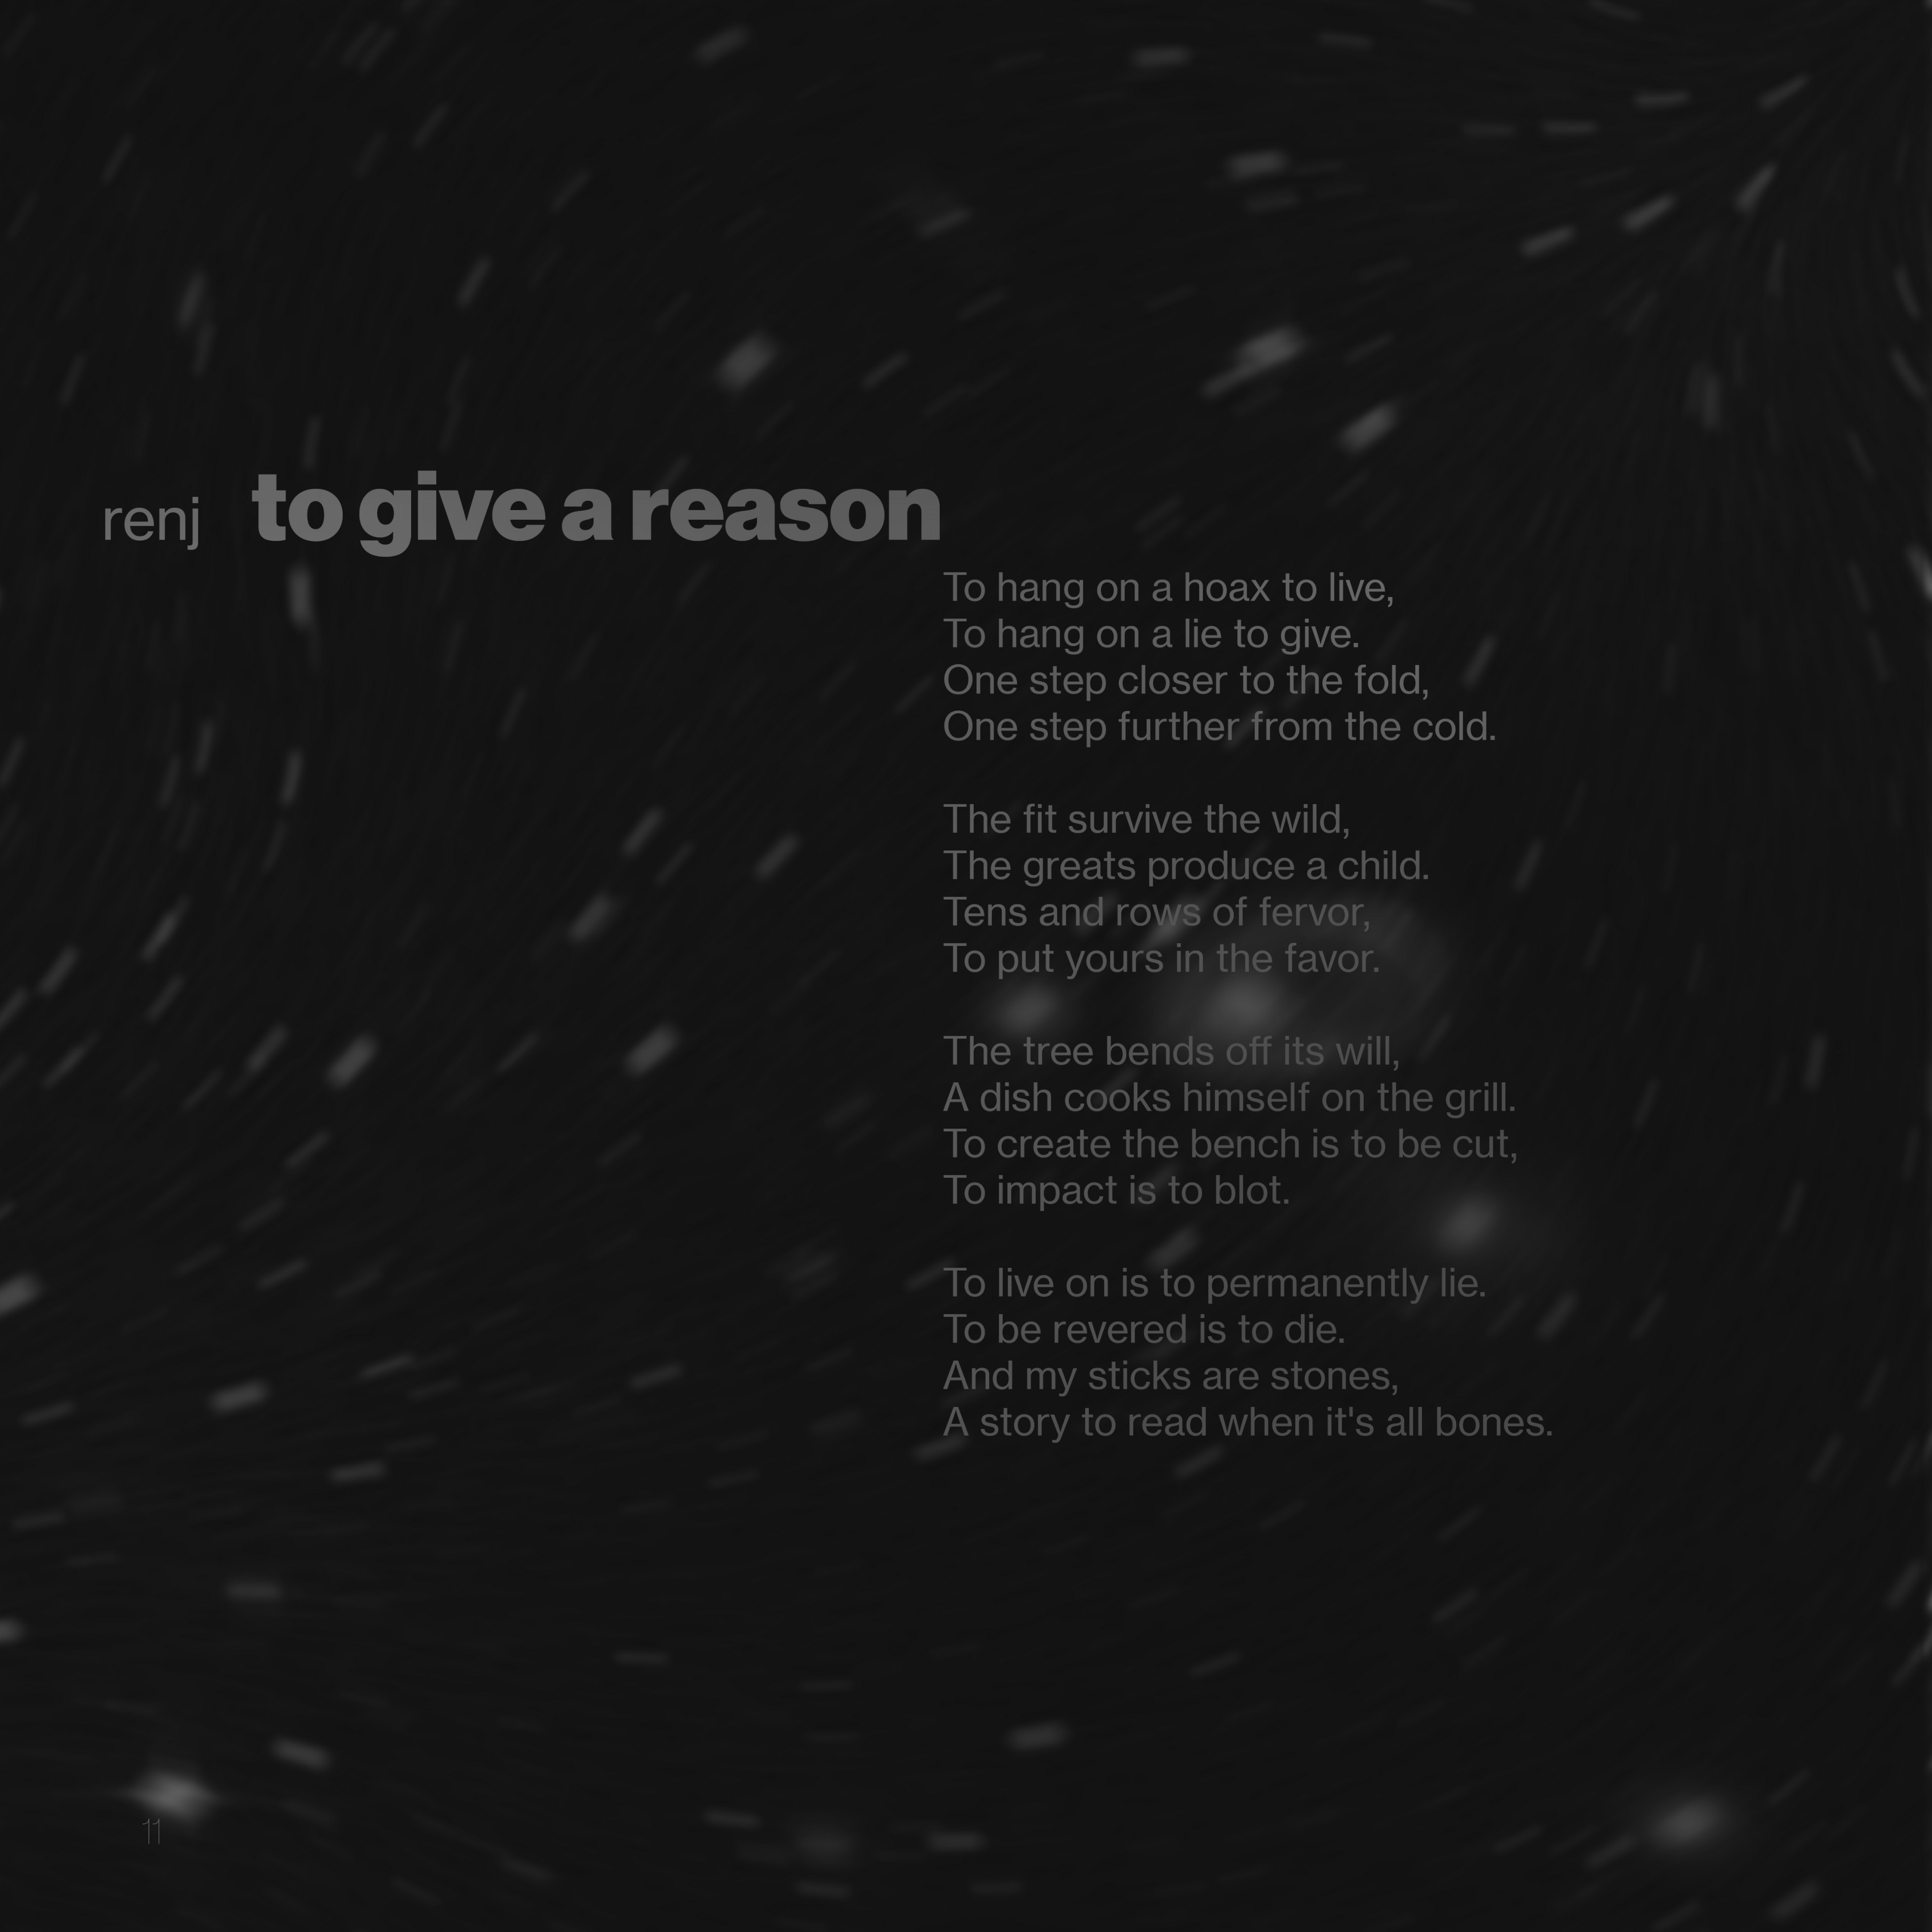 renj to give a reason
To hang on a hoax to live,
To hang on a lie to give.
One step closer to the fold,
One step further from the cold.
The fit survive the wild,
The greats produce a child.
Tens and rows of fervor,
To put yours in the favor.
The tree bends off its will,
A dish cooks himself on the grill.
To create the bench is to be cut,
To impact is to blot.
To live on is to permanently lie.
To be revered is to die.
And my sticks are stones,
A story to read when it's all bones.
11